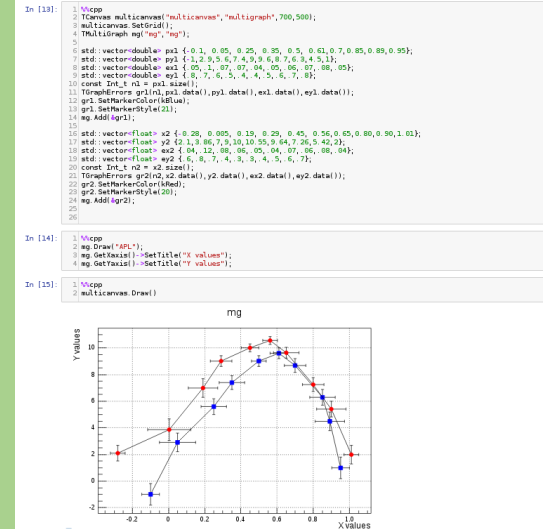 In [13]:
1 %%cpp
2 TCanvas multicanvas("multicanvas","multigraph",700,500);
3 multicanvas.SetGrid();
4 TMultiGraph mg("mg","mg");
5
6 std::vector<double> px1 {-0.1, 0.05, 0.25, 0.35, 0.5, 0.61,0.7,0.85,0.89,0.95};
7 std::vector<double> py1 {-1,2.9,5.6,7.4,9,9.6,8.7,6.3,4.5,1};
8 std::vector<double> ex1 {.05,.1,.07,.07,.04,.05,.06,.07,.08,.05};
9 std::vector<double> ey1 {.8,.7,.6,.5,.4,.4,.5,.6,.7,.8};
10 const Int_t n1 = px1.size();
11 TGraphErrors gr1(n1,px1.data(),py1.data(),ex1.data(),ey1.data());
12 gr1.SetMarkerColor(kBlue);
13 gr1.SetMarkerStyle(21);
14 mg.Add(&gr1);
15
16 std::vector<float> x2 {-0.28, 0.005, 0.19, 0.29, 0.45, 0.56,0.65,0.80,0.90,1.01};
17 std::vector<float> y2 {2.1,3.86,7,9,10,10.55,9.64,7.26,5.42,2};
18 std::vector<float> ex2 {.04,.12,.08,.06,.05,.04,.07,.06,.08,.04};
19 std::vector<float> ey2 {.6,.8,.7,.4,.3,.3,.4,.5,.6,.7};
20 const Int_t n2 = x2.size();
21 TGraphErrors gr2(n2,x2.data(),y2.data(),ex2.data(),ey2.data());
22 gr2.SetMarkerColor(kRed);
23 gr2.SetMarkerStyle(20);
24 mg.Add(&gr2);
25
26
In [14]:
1 %%cpp
2 mg.Draw("APL");
3 mg.GetXaxis()->SetTitle("X values");
4 mg.GetYaxis()->SetTitle("Y values");
In [15]:
1 %%cpp
2 multicanvas.Draw()
mg
Y values
10
8
6
4
2
0
-2
-0.2 0 0.2 0.4 0.6 0.8 1.0
X values